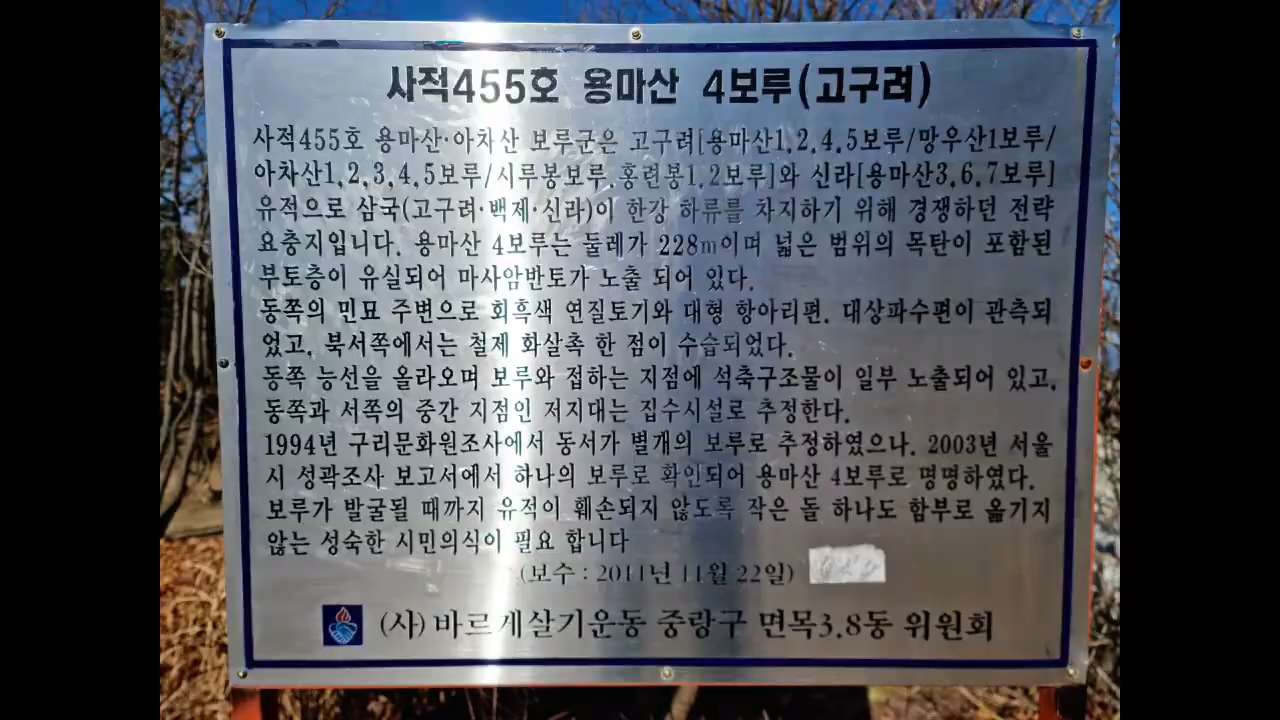 사적455호 용마산 4보루(고구려)
사적455호 용마산·아차산 보루군은 고구려[용마산1,2,4,5보루/망우산1보루/
아차산1,2,3,4,5보루/시루봉보루,홍련봉1,2보루]와 신라[용마산3,6,7보루]
유적으로 삼국(고구려·백제·신라)이 한강 하류를 차지하기 위해 경쟁하던 전략
요충지입니다. 용마산 4보루는 둘레가 228m이며 넓은 범위의 목탄이 포함된
부토층이 유실되어 마사암반토가 노출 되어 있다.
동쪽의 민묘 주변으로 회흑색 연질토기와 대형 항아리편, 대상파수편이 관측되
었고, 북서쪽에서는 철제 화살촉 한 점이 수습되었다.
동쪽 능선을 올라오며 보루와 접하는 지점에 석축구조물이 일부 노출되어 있고,
동쪽과 서쪽의 중간 지점인 저지대는 집수시설로 추정한다.
1994년 구리문화원조사에서 동서가 별개의 보루로 추정하였으나, 2003년 서울
시 성곽조사 보고서에서 하나의 보루로 확인되어 용마산 4보루로 명명하였다.
보루가 발굴될 때까지 유적이 훼손되지 않도록 작은 돌 하나도 함부로 옮기지
않는 성숙한 시민의식이 필요 합니다
(보수 : 2011년 11월 22일)
(사)바르게살기운동 중랑구 면목3.8동 위원회